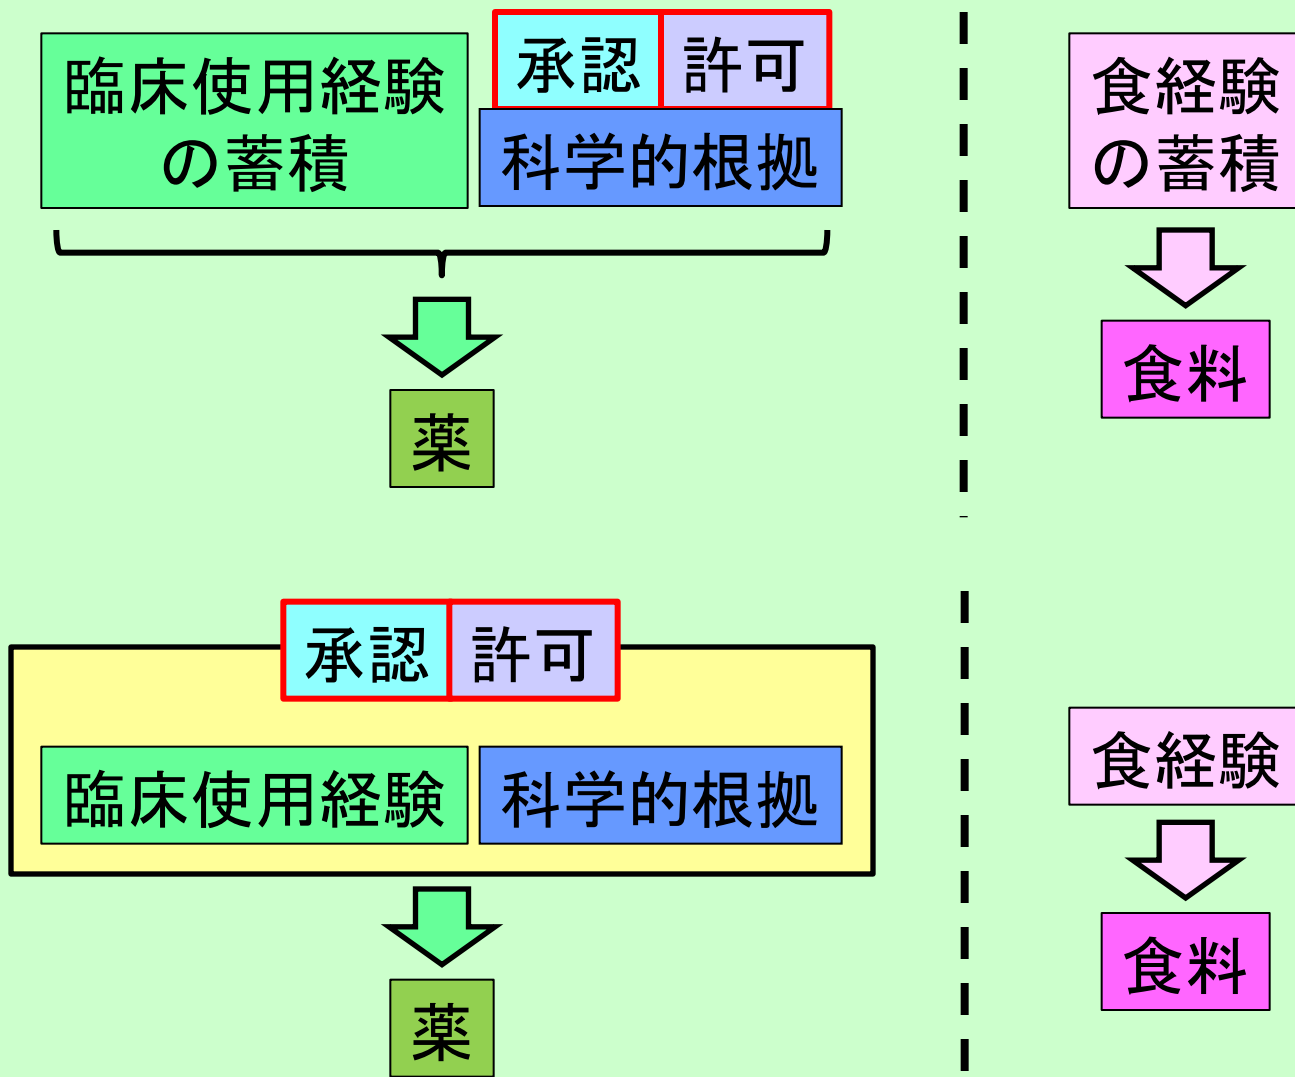 承認 許可
臨床使用経験
の蓄積
科学的根拠
薬
食経験
の蓄積
食料
承認 許可
臨床使用経験 科学的根拠
薬
食経験
食料